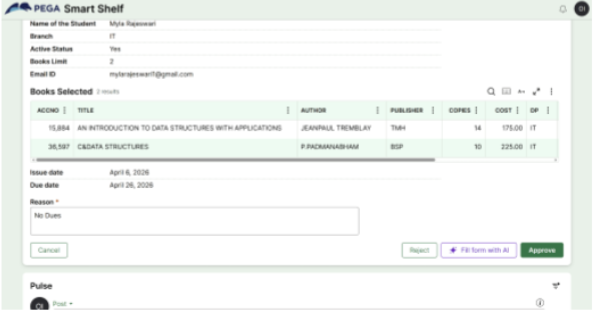 PEGA Smart Shelf
OI
Name of the Student Myla Rajeswari
Branch IT
Active Status Yes
Books Limit 2
Email ID mylarajeswari1@gmail.com
Books Selected 2 results
ACCNO TITLE AUTHOR PUBLISHER COPIES COST DP
15,884 AN INTRODUCTION TO DATA STRUCTURES WITH APPLICATIONS JEANPAUL TREMBLAY TMH 14 175.00 IT
36,597 C&DATA STRUCTURES P.PADMANABHAM BSP 10 225.00 IT
Issue date April 6, 2026
Due date April 26, 2026
Reason *
No Dues
Cancel Reject Fill form with AI Approve
Pulse
OI Post